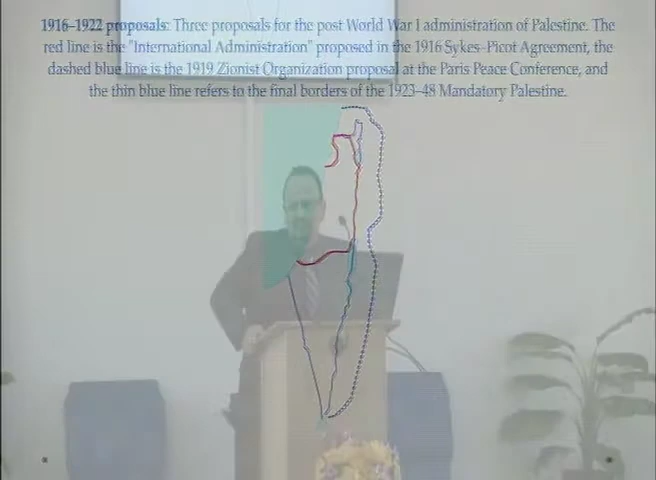 1916–1922 proposals: Three proposals for the post World War I administration of Palestine. The
red line is the "International Administration" proposed in the 1916 Sykes–Picot Agreement, the
dashed blue line is the 1919 Zionist Organization proposal at the Paris Peace Conference, and
the thin blue line refers to the final borders of the 1923–48 Mandatory Palestine.